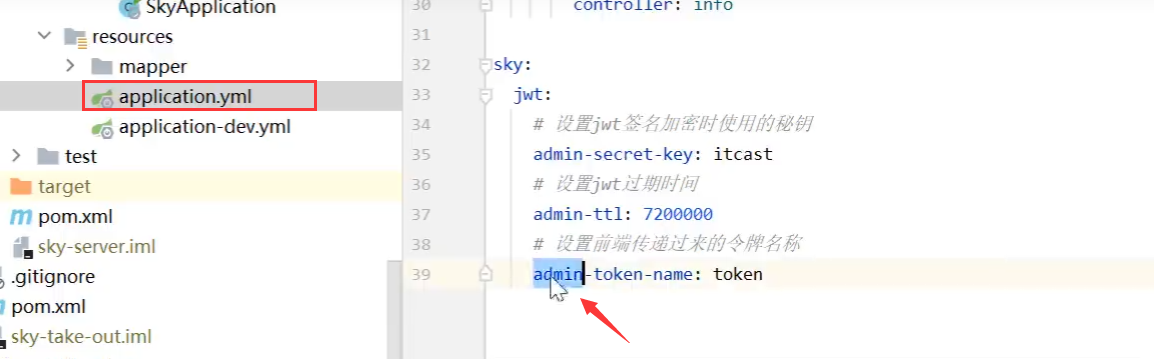 SkyApplication
resources
mapper
application.yml
application-dev.yml
test
target
pom.xml
sky-server.iml
.gitignore
pom.xml
sky-take-out.iml
30 controller: info
31
32 sky:
33 jwt:
34 # 设置jwt签名加密时使用的秘钥
35 admin-secret-key: itcast
36 # 设置jwt过期时间
37 admin-ttl: 7200000
38 # 设置前端传递过来的令牌名称
39 admin-token-name: token